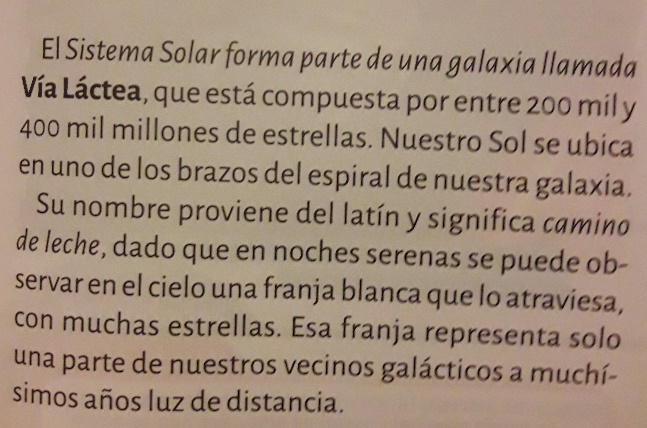 El Sistema Solar forma parte de una galaxia llamada
Vía Láctea, que está compuesta por entre 200 mil y
400 mil millones de estrellas. Nuestro Sol se ubica
en uno de los brazos del espiral de nuestra galaxia.
Su nombre proviene del latín y significa camino
de leche, dado que en noches serenas se puede ob-
servar en el cielo una franja blanca que lo atraviesa,
con muchas estrellas. Esa franja representa solo
una parte de nuestros vecinos galácticos a muchí-
simos años luz de distancia.